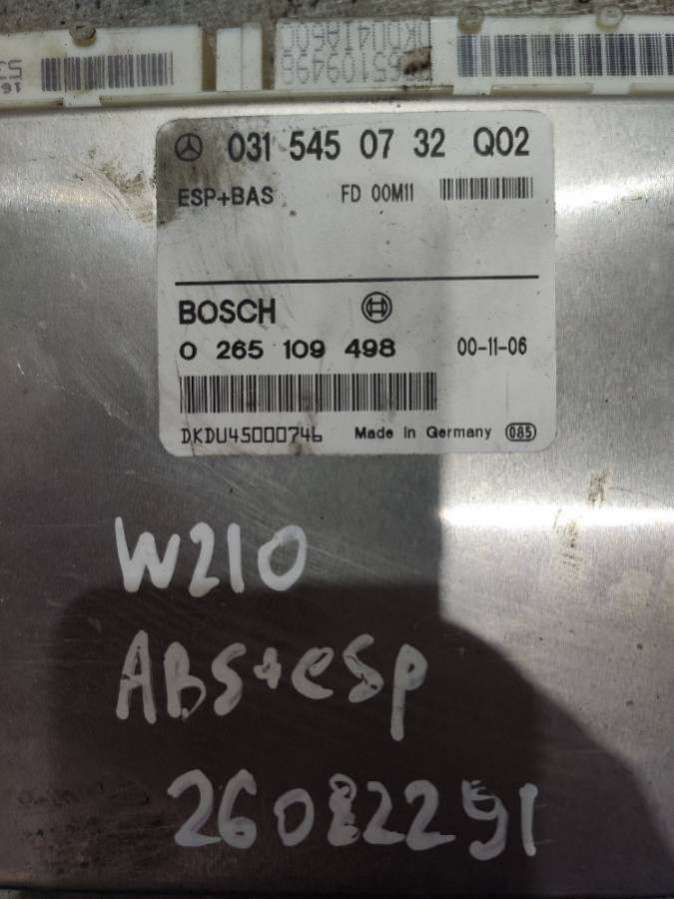 031 545 07 32 Q02
ESP+BAS FD 00M11
BOSCH
0 265 109 498 00-11-06
DKDU45000746 Made in Germany 085
W210
ABS+esp
26082291